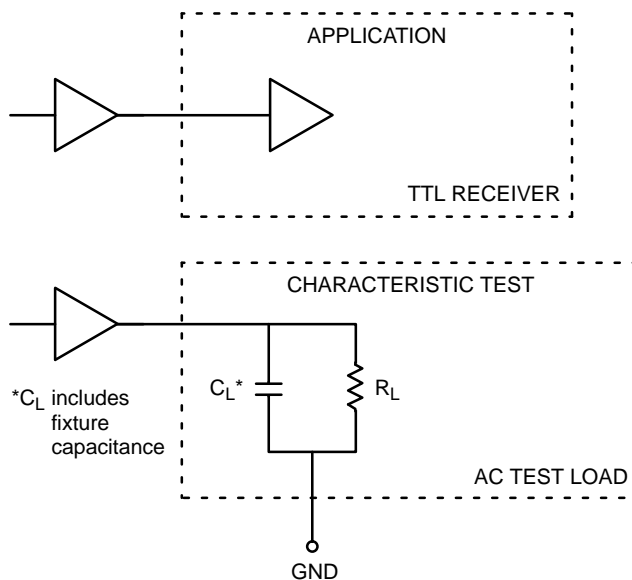 APPLICATION
TTL RECEIVER
CHARACTERISTIC TEST
*CL includes
fixture
capacitance
CL*
RL
AC TEST LOAD
GND